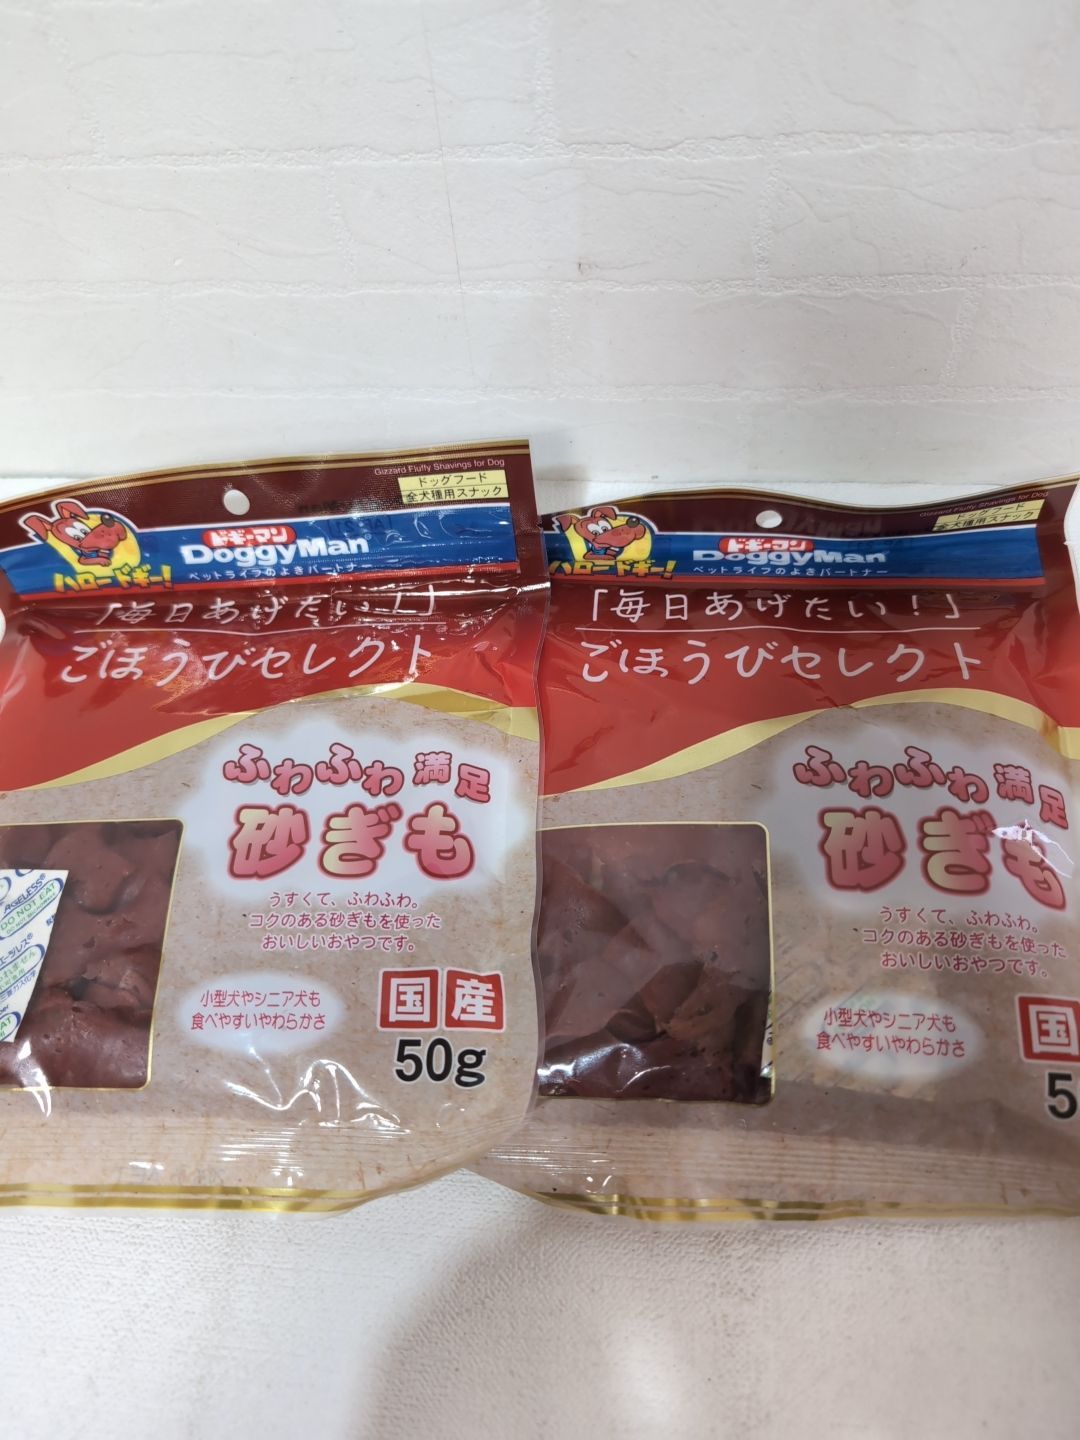 Gizzard Fluffy Shavings for Dog
ドッグフード
全犬種用スナック
ドギーマン
DoggyMan
ペットライフのよきパートナー
ハロードギー!
「毎日あげたい!」
ごほうびセレクト
ふわふわ満足
砂ぎも
うすくて、ふわふわ。
コクのある砂ぎもを使った
おいしいおやつです。
小型犬やシニア犬も
食べやすいやわらかさ
国産
50g
AGELESS®
DO NOT EAT
Gizzard Fluffy Shavings for Dog
グフード
全犬種用スナック
ドギーマン
DoggyMan
ペットライフのよきパートナー
ハロードギー!
「毎日あげたい!」
ごほうびセレクト
ふわふわ満足
砂ぎも
うすくて、ふわふわ。
コクのある砂ぎもを使った
おいしいおやつです。
小型犬やシニア犬も
食べやすいやわらかさ
国
5